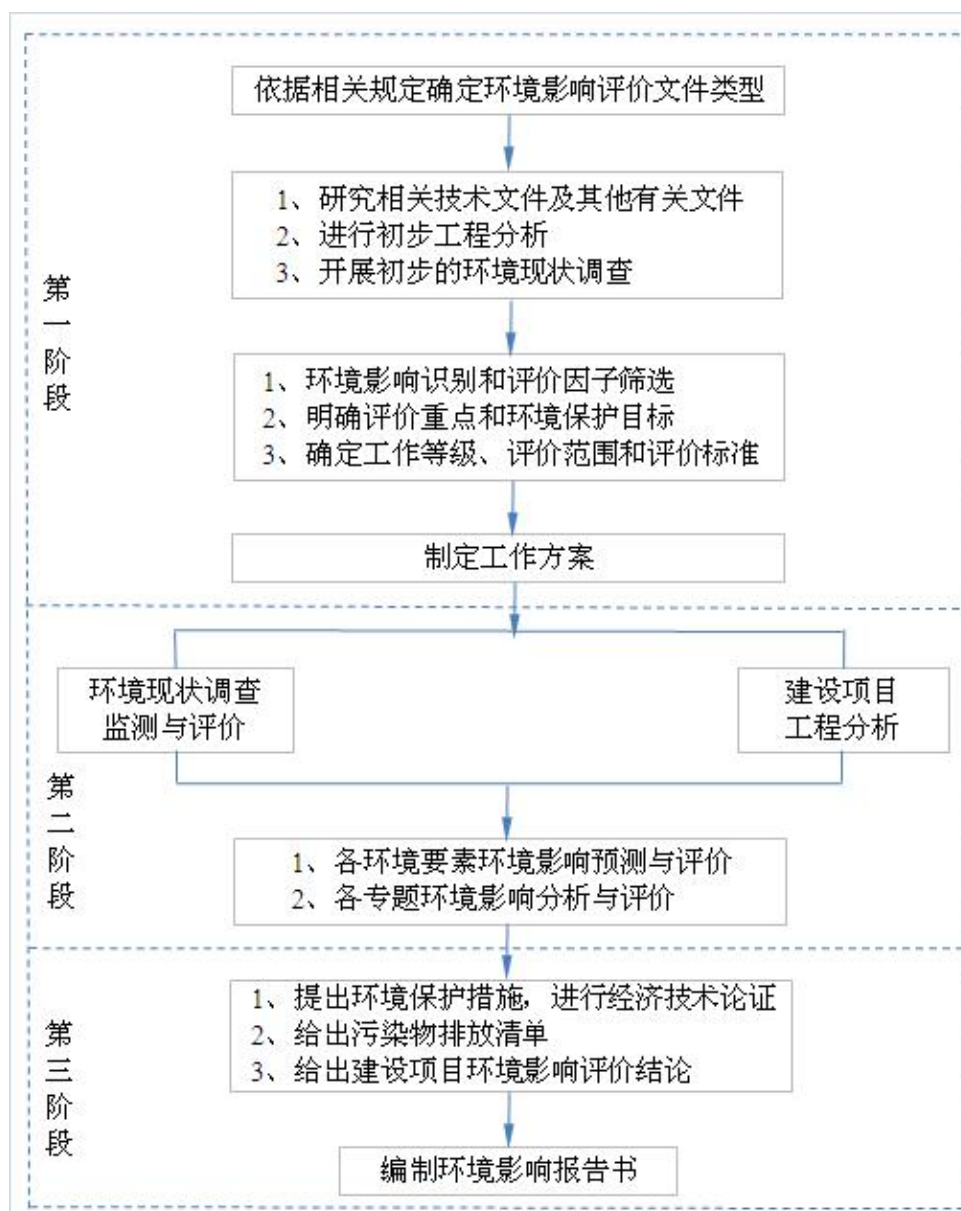 依据相关规定确定环境影响评价文件类型
1、研究相关技术文件及其他有关文件
2、进行初步工程分析
3、开展初步的环境现状调查
第一阶段
1、环境影响识别和评价因子筛选
2、明确评价重点和环境保护目标
3、确定工作等级、评价范围和评价标准
制定工作方案
环境现状调查
监测与评价
建设项目
工程分析
第二阶段
1、各环境要素环境影响预测与评价
2、各专题环境影响分析与评价
第三阶段
1、提出环境保护措施，进行经济技术论证
2、给出污染物排放清单
3、给出建设项目环境影响评价结论
编制环境影响报告书